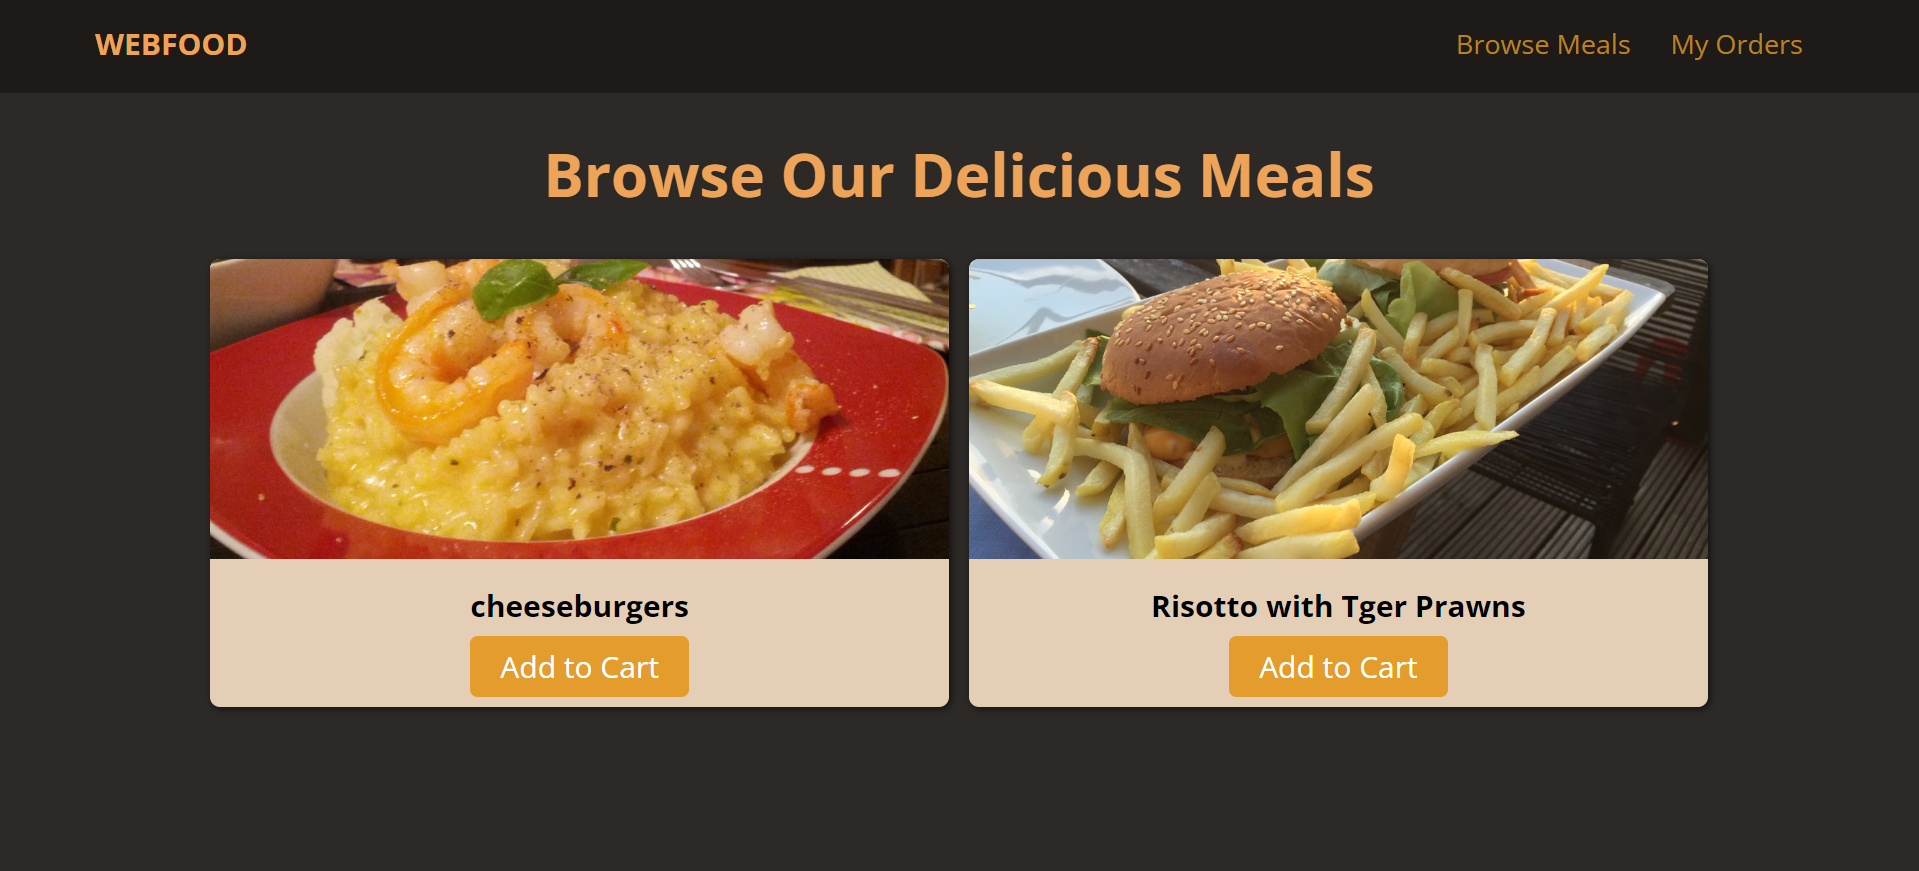 WEBFOOD
Browse Meals
My Orders
Browse Our Delicious Meals
cheeseburgers
Add to Cart
Risotto with Tger Prawns
Add to Cart